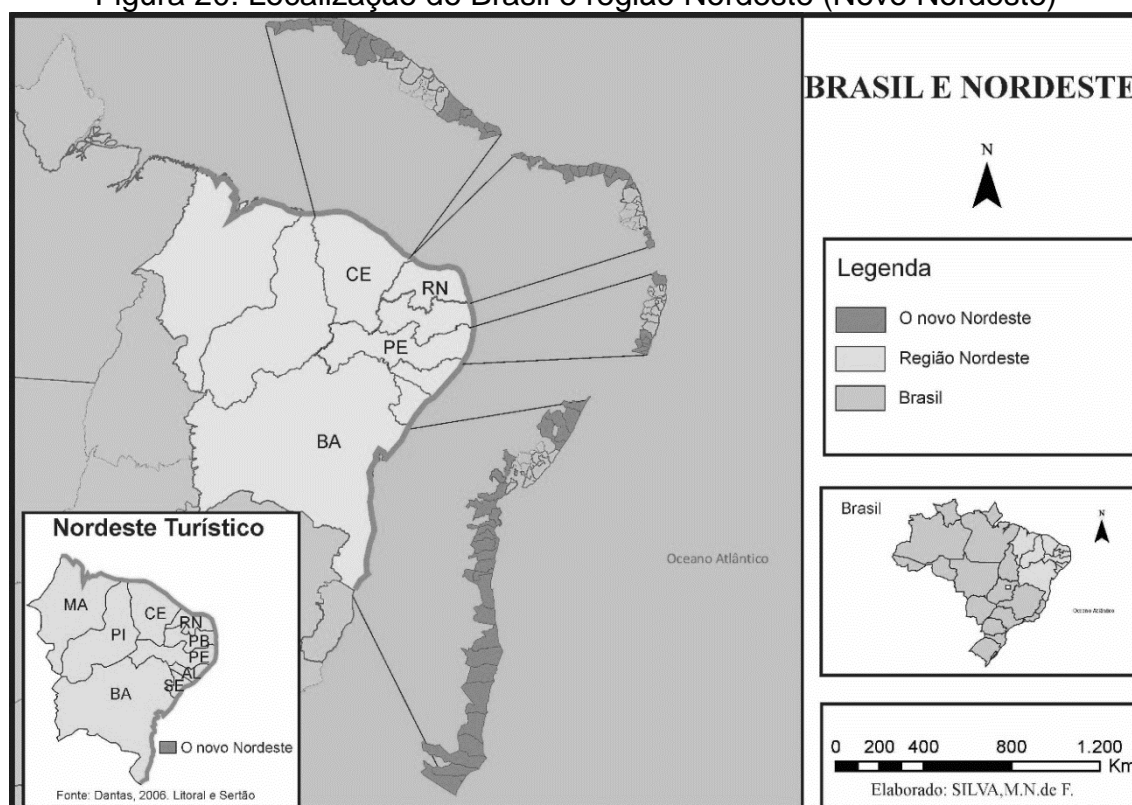 Figura 20: Localização do Brasil e região Nordeste (Novo Nordeste)
BRASIL E NORDESTE
N
CE
RN
PE
BA
Oceano Atlântico
Legenda
O novo Nordeste
Região Nordeste
Brasil
Brasil
N
Oceano Atlântico
Nordeste Turístico
MA
PI
CE
RN
PB
PE
AL
SE
BA
O novo Nordeste
Fonte: Dantas, 2006. Litoral e Sertão
0 200 400 800 1.200
Km
Elaborado: SILVA,M.N.de F.